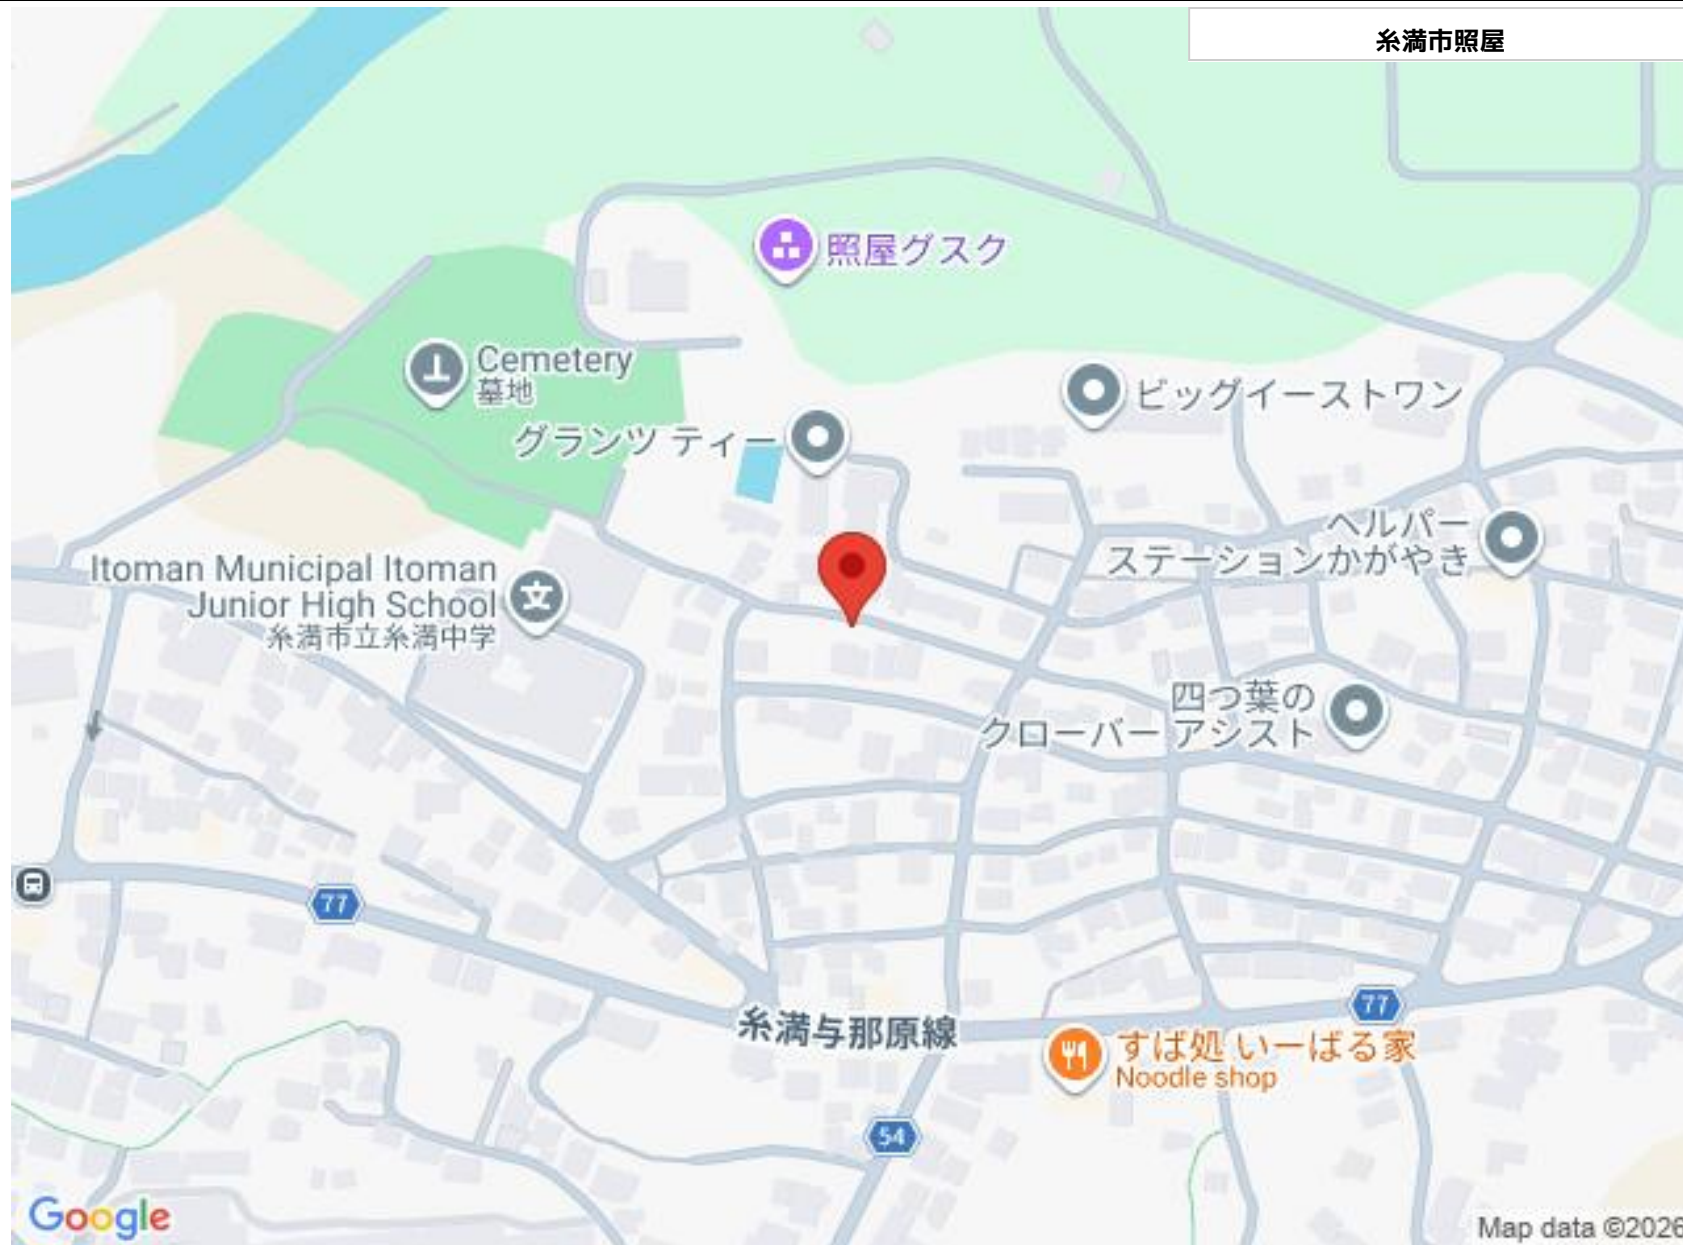 糸満市照屋
照屋グスク
Cemetery
墓地
ビッグイーストワン
グランツ ティー
ヘルパー
ステーションかがやき
Itoman Municipal Itoman
Junior High School
糸満市立糸満中学
四つ葉の
クローバー アシスト
77
77
糸満与那原線
すば処 いーばる家
Noodle shop
54
Google
Map data ©2026